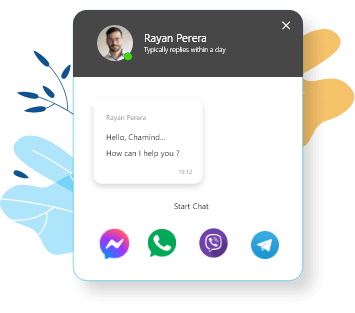 Rayan Perera
Typically replies within a day
Rayan Perera
Hello, Chamind...
How can I help you ?
19:12
Start Chat